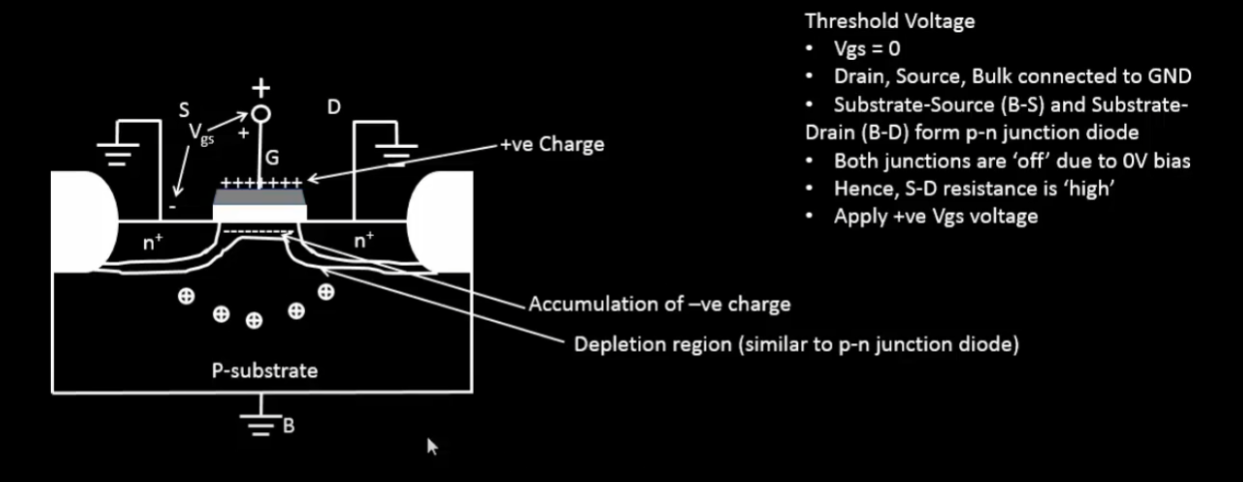 Threshold Voltage
• Vgs = 0
• Drain, Source, Bulk connected to GND
• Substrate-Source (B-S) and Substrate-
Drain (B-D) form p-n junction diode
• Both junctions are ‘off’ due to 0V bias
• Hence, S-D resistance is ‘high’
• Apply +ve Vgs voltage
+
S
D
Vgs
+
G
+ve Charge
+++++++
-
n+
n+
Accumulation of –ve charge
Depletion region (similar to p-n junction diode)
P-substrate
B